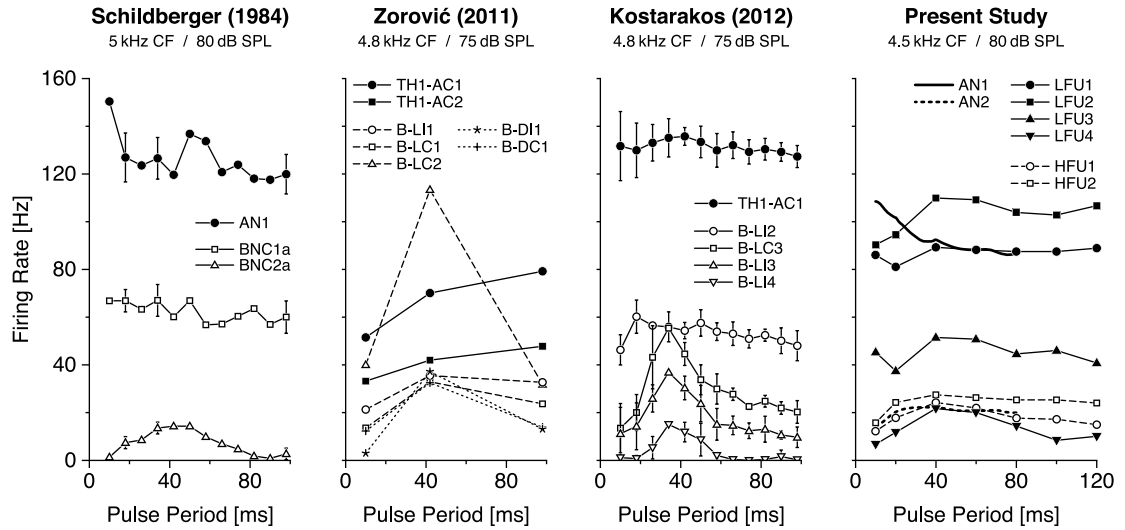 Schildberger (1984)
5 kHz CF / 80 dB SPL
Zorović (2011)
4.8 kHz CF / 75 dB SPL
Kostarakos (2012)
4.8 kHz CF / 75 dB SPL
Present Study
4.5 kHz CF / 80 dB SPL
Firing Rate [Hz]
160
120
80
40
0
AN1
BNC1a
BNC2a
0 40 80
Pulse Period [ms]
TH1-AC1
TH1-AC2
B-LI1
B-LC1
B-LC2
B-DI1
B-DC1
0 40 80
Pulse Period [ms]
TH1-AC1
B-LI2
B-LC3
B-LI3
B-LI4
0 40 80
Pulse Period [ms]
AN1
AN2
LFU1
LFU2
LFU3
LFU4
HFU1
HFU2
0 40 80 120
Pulse Period [ms]